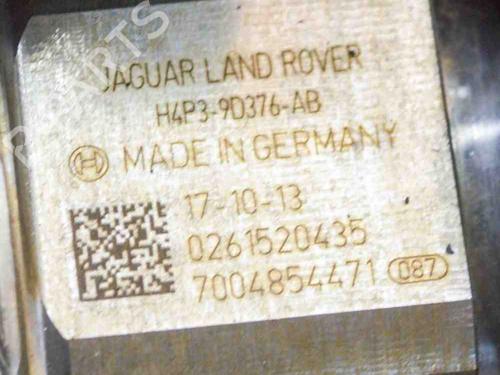 JAGUAR LAND ROVER
H4P3-9D376-AB
MADE IN GERMANY
17-10-13
0261520435
7004854471 087